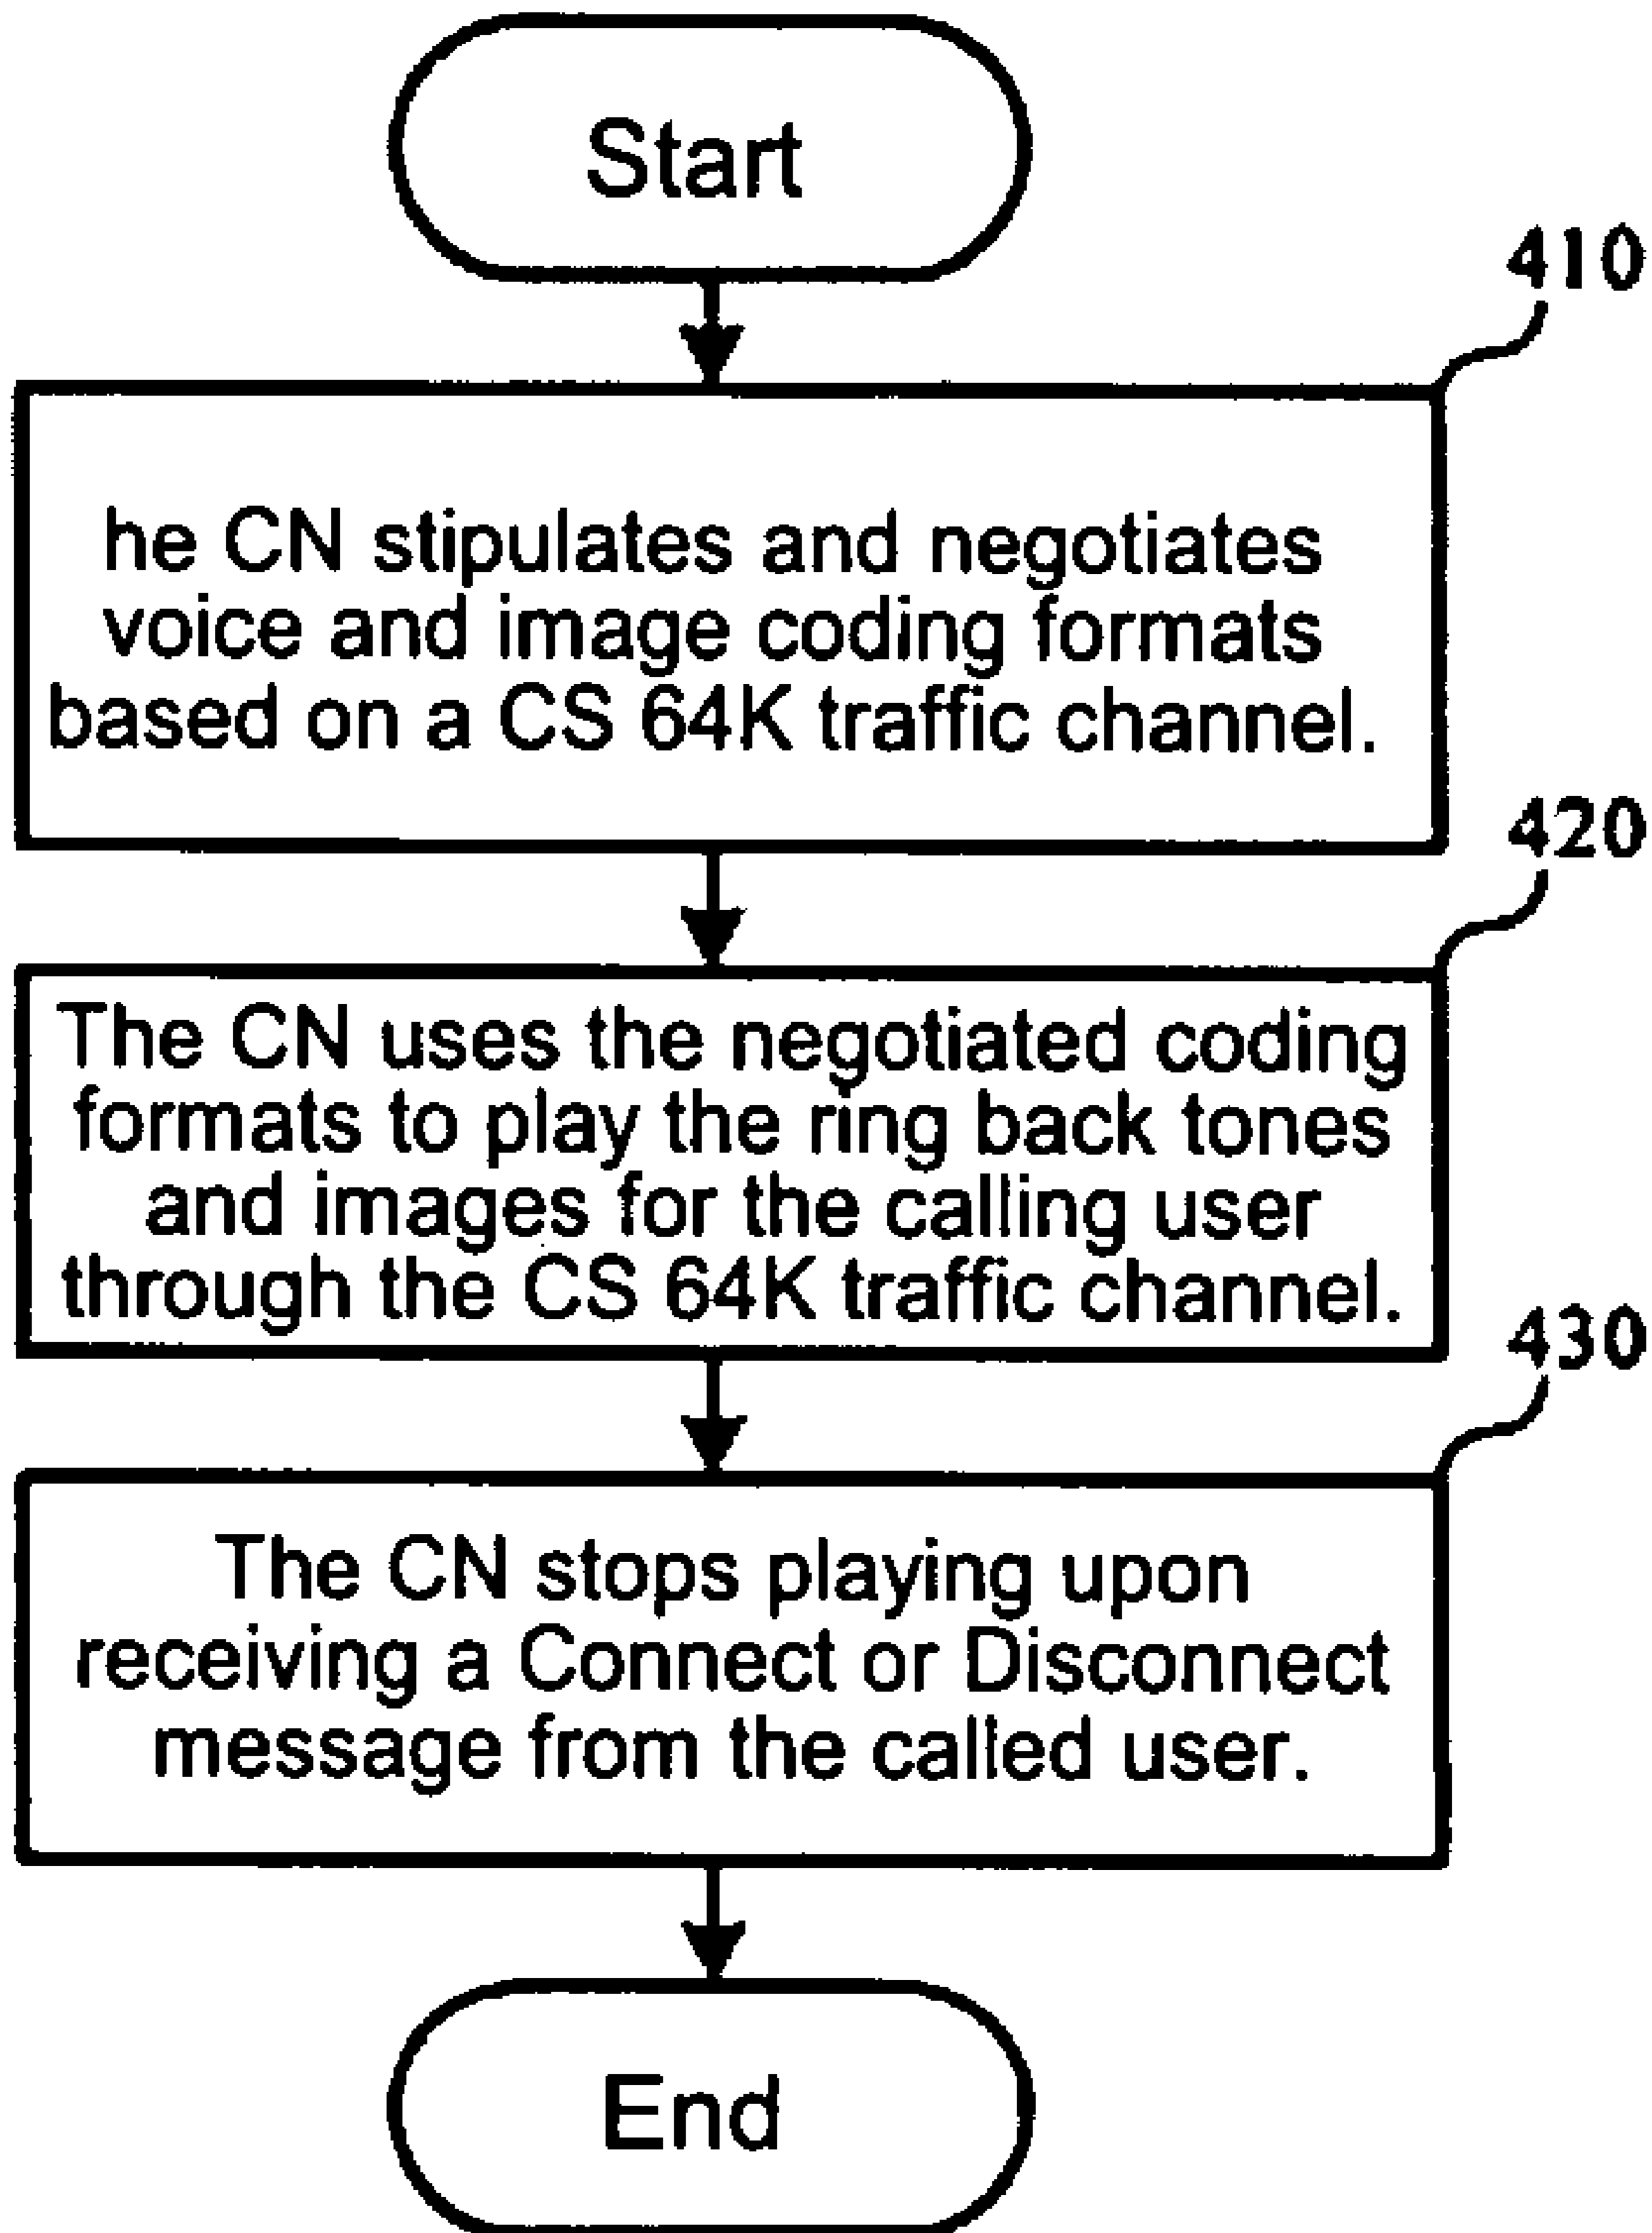 Start
410
he CN stipulates and negotiates
voice and image coding formats
based on a CS 64K traffic channel.
420
The CN uses the negotiated coding
formats to play the ring back tones
and images for the calling user
through the CS 64K traffic channel.
430
The CN stops playing upon
receiving a Connect or Disconnect
message from the called user.
End